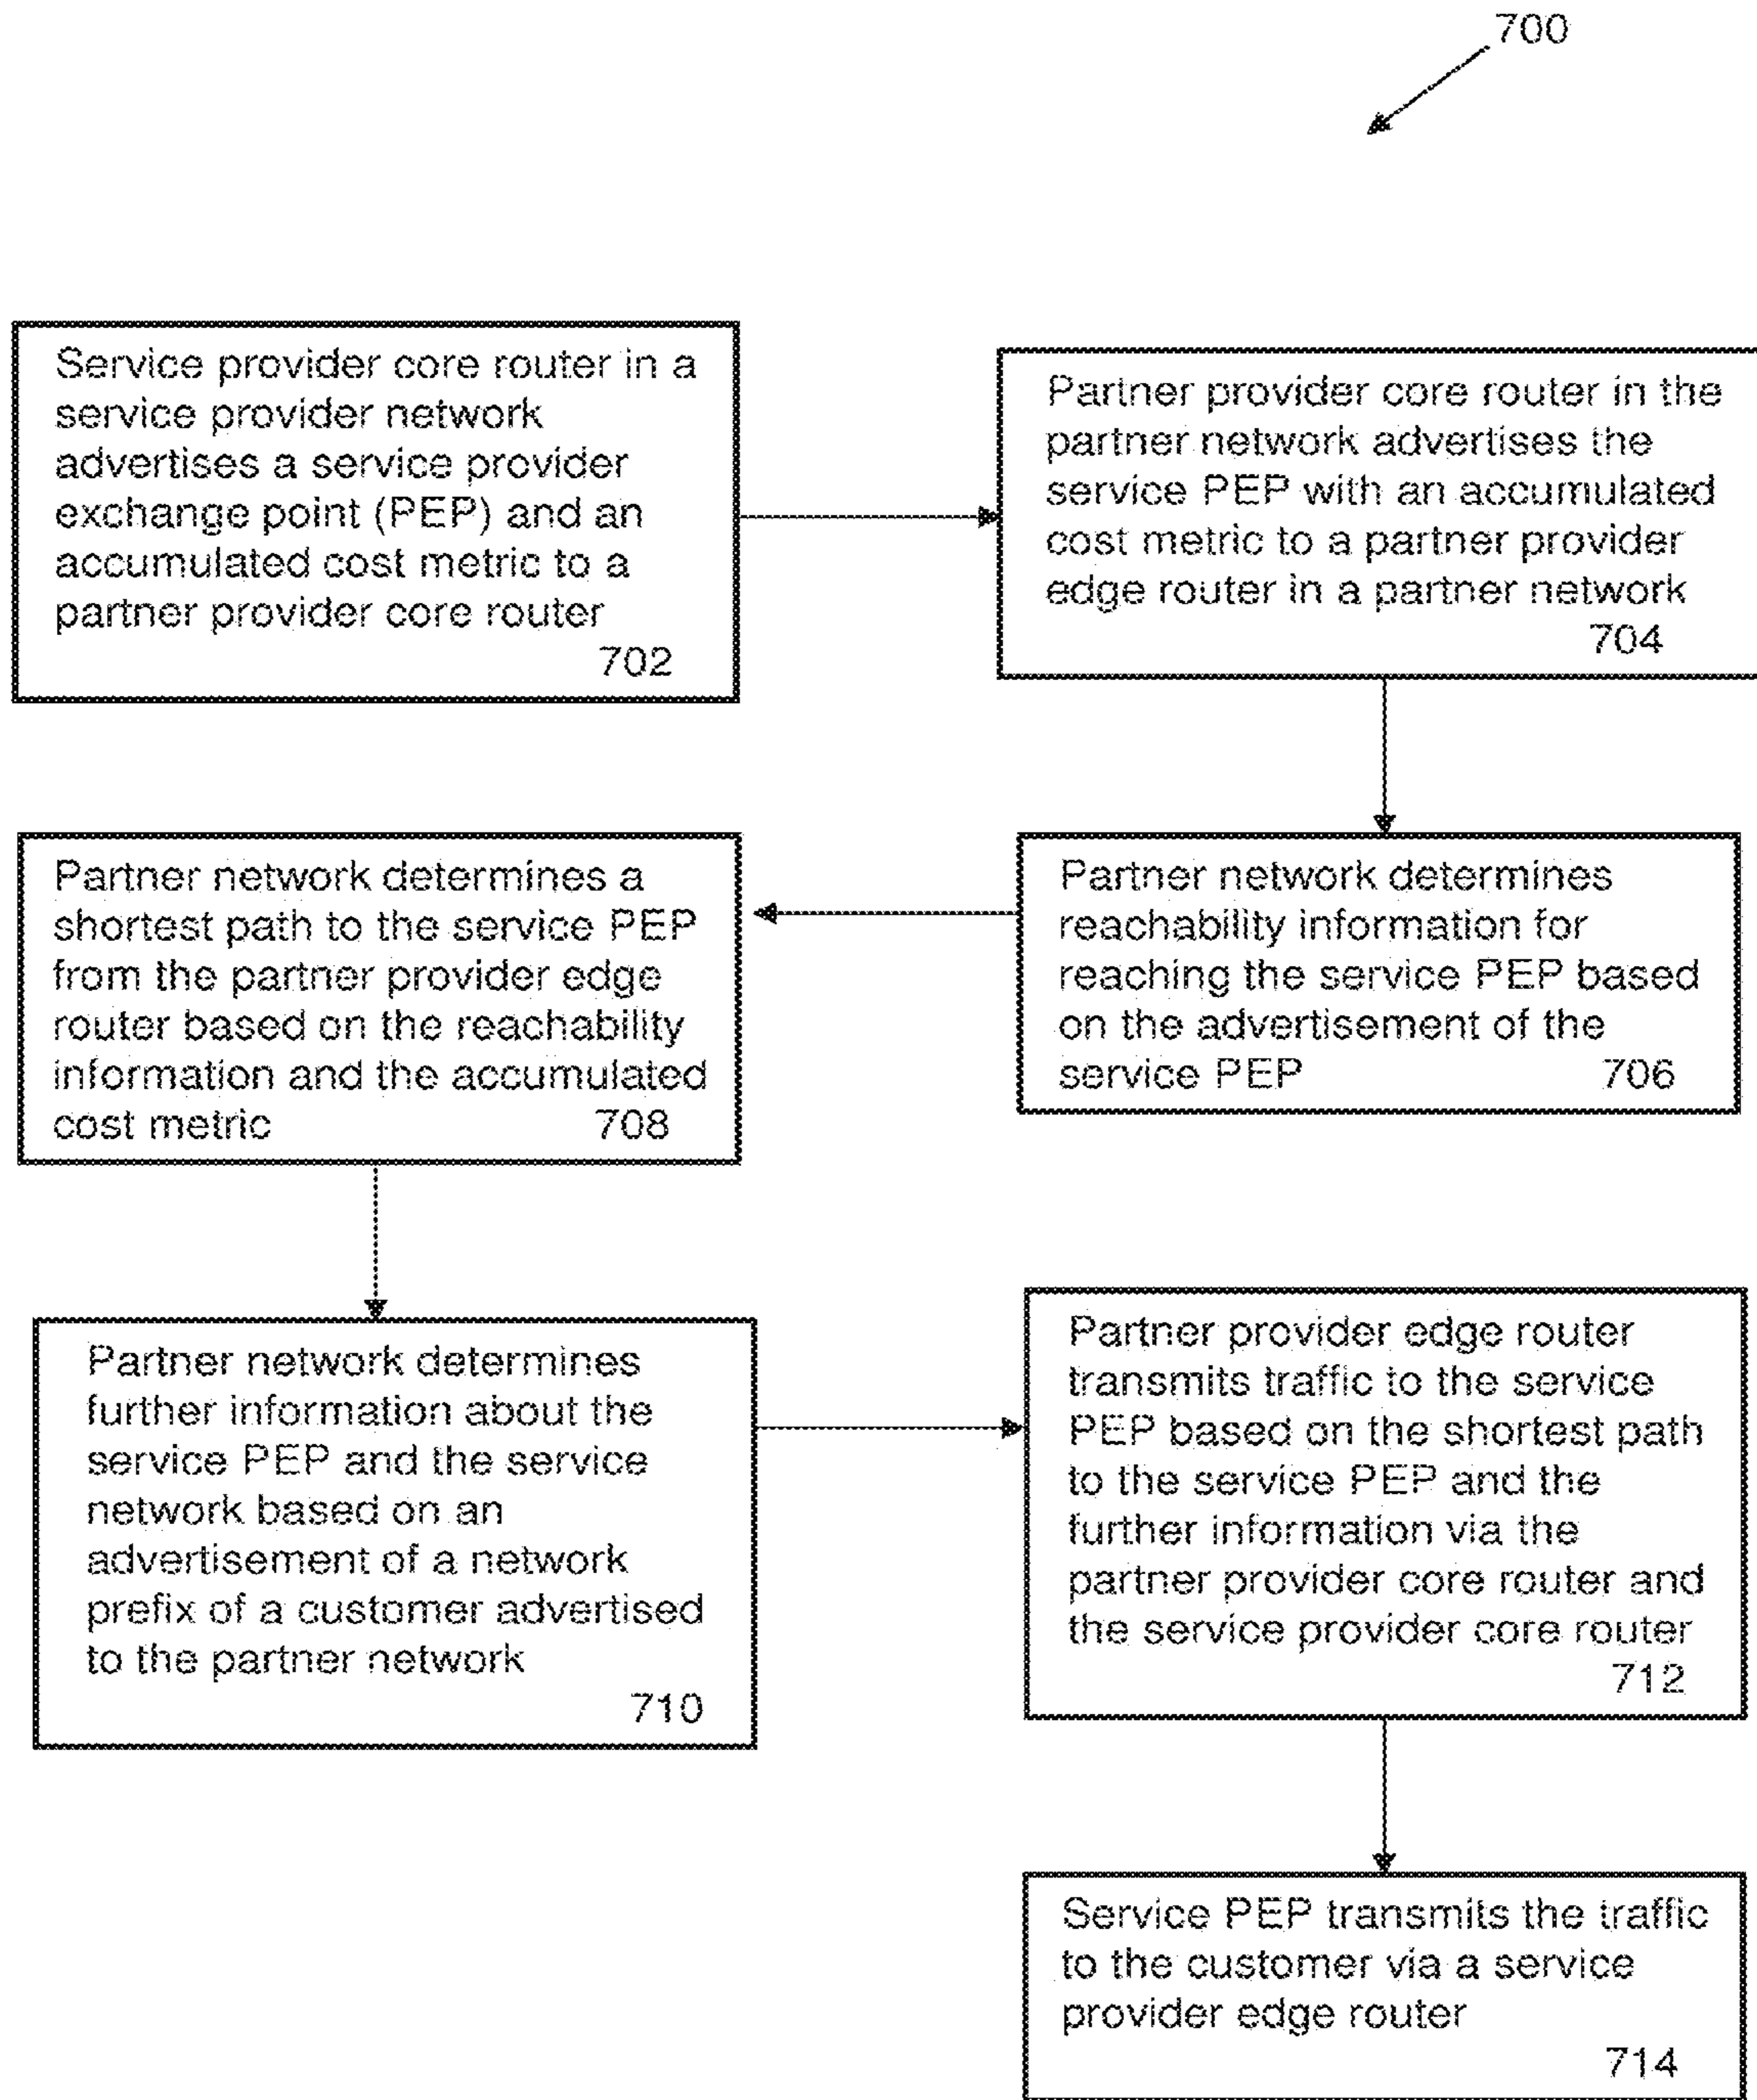 700
Service provider core router in a
service provider network
advertises a service provider
exchange point (PEP) and an
accumulated cost metric to a
partner provider core router
702
Partner provider core router in the
partner network advertises the
service PEP with an accumulated
cost metric to a partner provider
edge router in a partner network
704
Partner network determines
reachability information for
reaching the service PEP based
on the advertisement of the
service PEP 706
Partner network determines a
shortest path to the service PEP
from the partner provider edge
router based on the reachability
information and the accumulated
cost metric 708
Partner network determines
further information about the
service PEP and the service
network based on an
advertisement of a network
prefix of a customer advertised
to the partner network
710
Partner provider edge router
transmits traffic to the service
PEP based on the shortest path
to the service PEP and the
further information via the
partner provider core router and
the service provider core router
712
Service PEP transmits the traffic
to the customer via a service
provider edge router
714